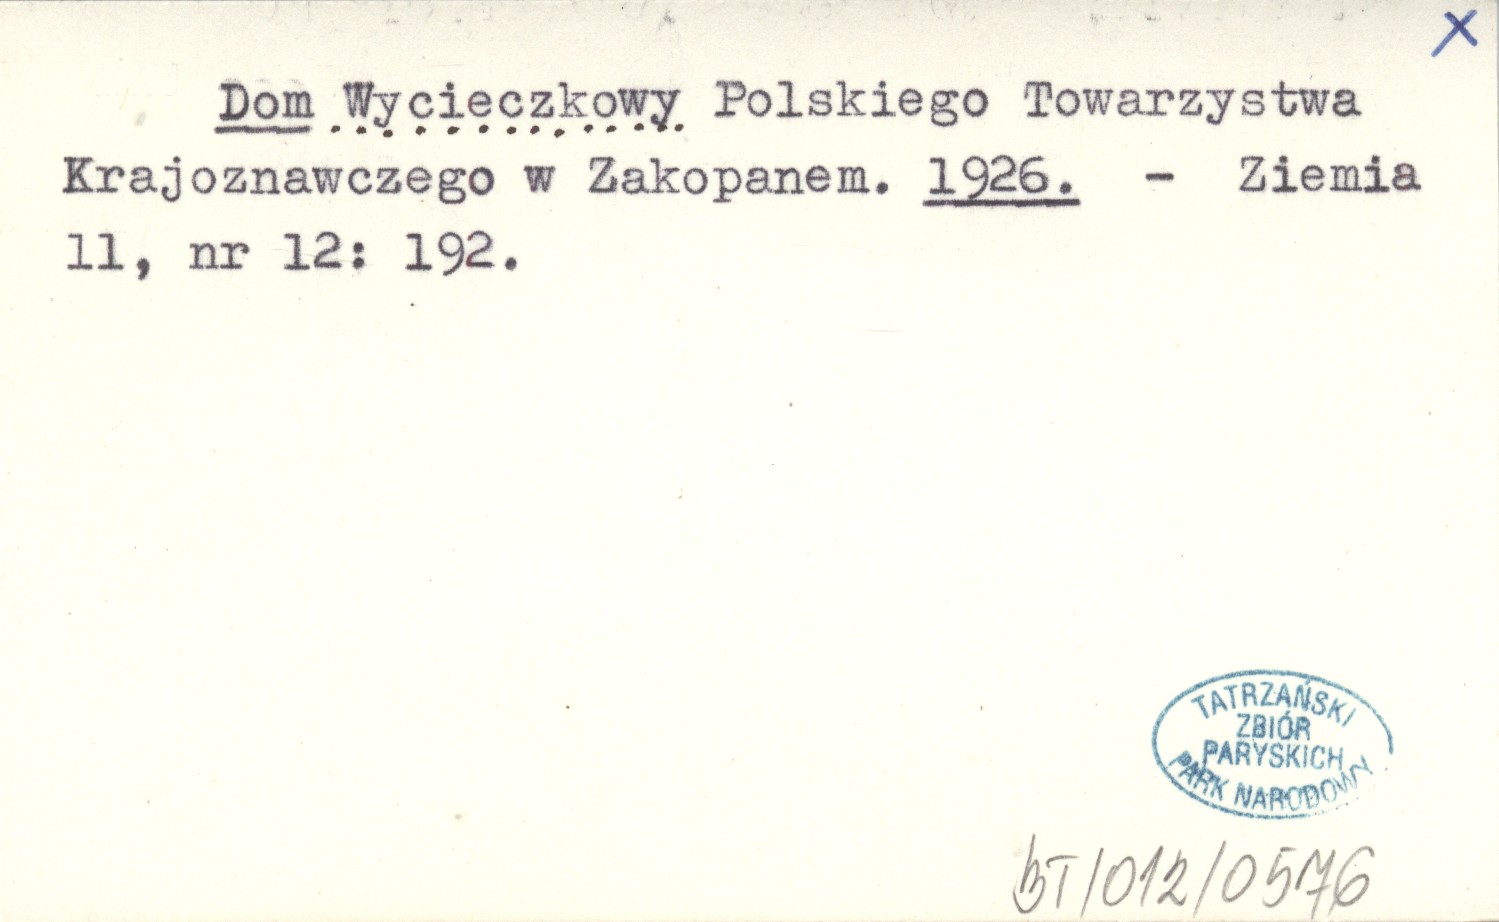 X
Dom Wycieczkowy Polskiego Towarzystwa
Krajoznawczego w Zakopanem. 1926. - Ziemia
11, nr 12: 192.
TATRZAŃSKI
ZBIÓR
PARYSKICH
PARK NARODOWY
BT/012/0576